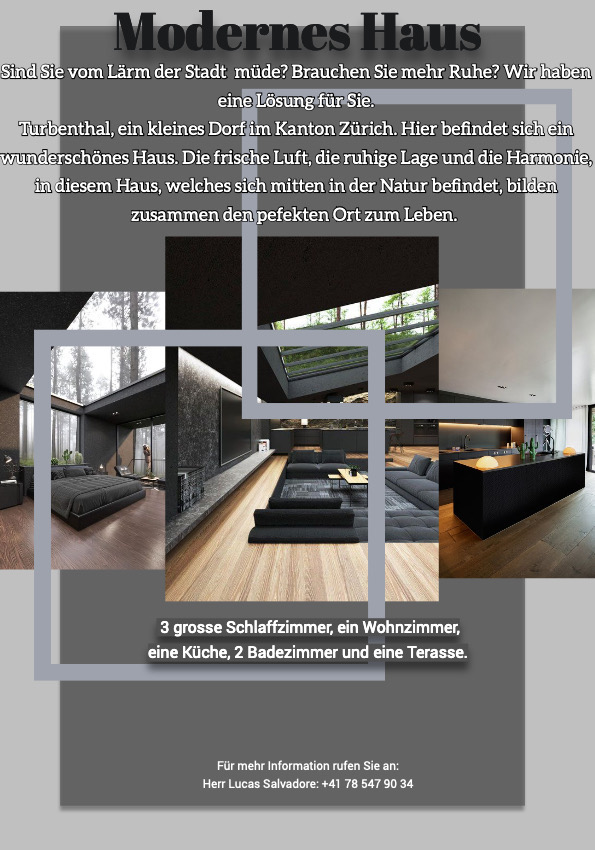 Modernes Haus
Sind Sie vom Lärm der Stadt  müde? Brauchen Sie mehr Ruhe? Wir haben
eine Lösung für Sie.
Turbenthal, ein kleines Dorf im Kanton Zürich. Hier befindet sich ein
wunderschönes Haus. Die frische Luft, die ruhige Lage und die Harmonie,
in diesem Haus, welches sich mitten in der Natur befindet, bilden
zusammen den pefekten Ort zum Leben.
3 grosse Schlaffzimmer, ein Wohnzimmer,
eine Küche, 2 Badezimmer und eine Terasse.
Für mehr Information rufen Sie an:
Herr Lucas Salvadore: +41 78 547 90 34